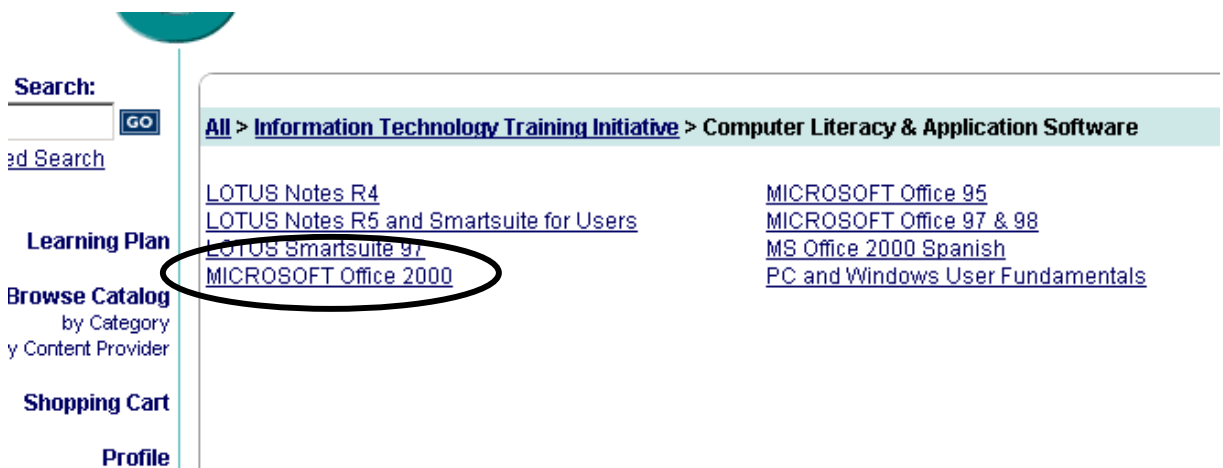 Search:
GO
ed Search
Learning Plan
Browse Catalog
by Category
y Content Provider
Shopping Cart
Profile
All > Information Technology Training Initiative > Computer Literacy & Application Software
LOTUS Notes R4
LOTUS Notes R5 and Smartsuite for Users
LOTUS Smartsuite 97
MICROSOFT Office 2000
MICROSOFT Office 95
MICROSOFT Office 97 & 98
MS Office 2000 Spanish
PC and Windows User Fundamentals